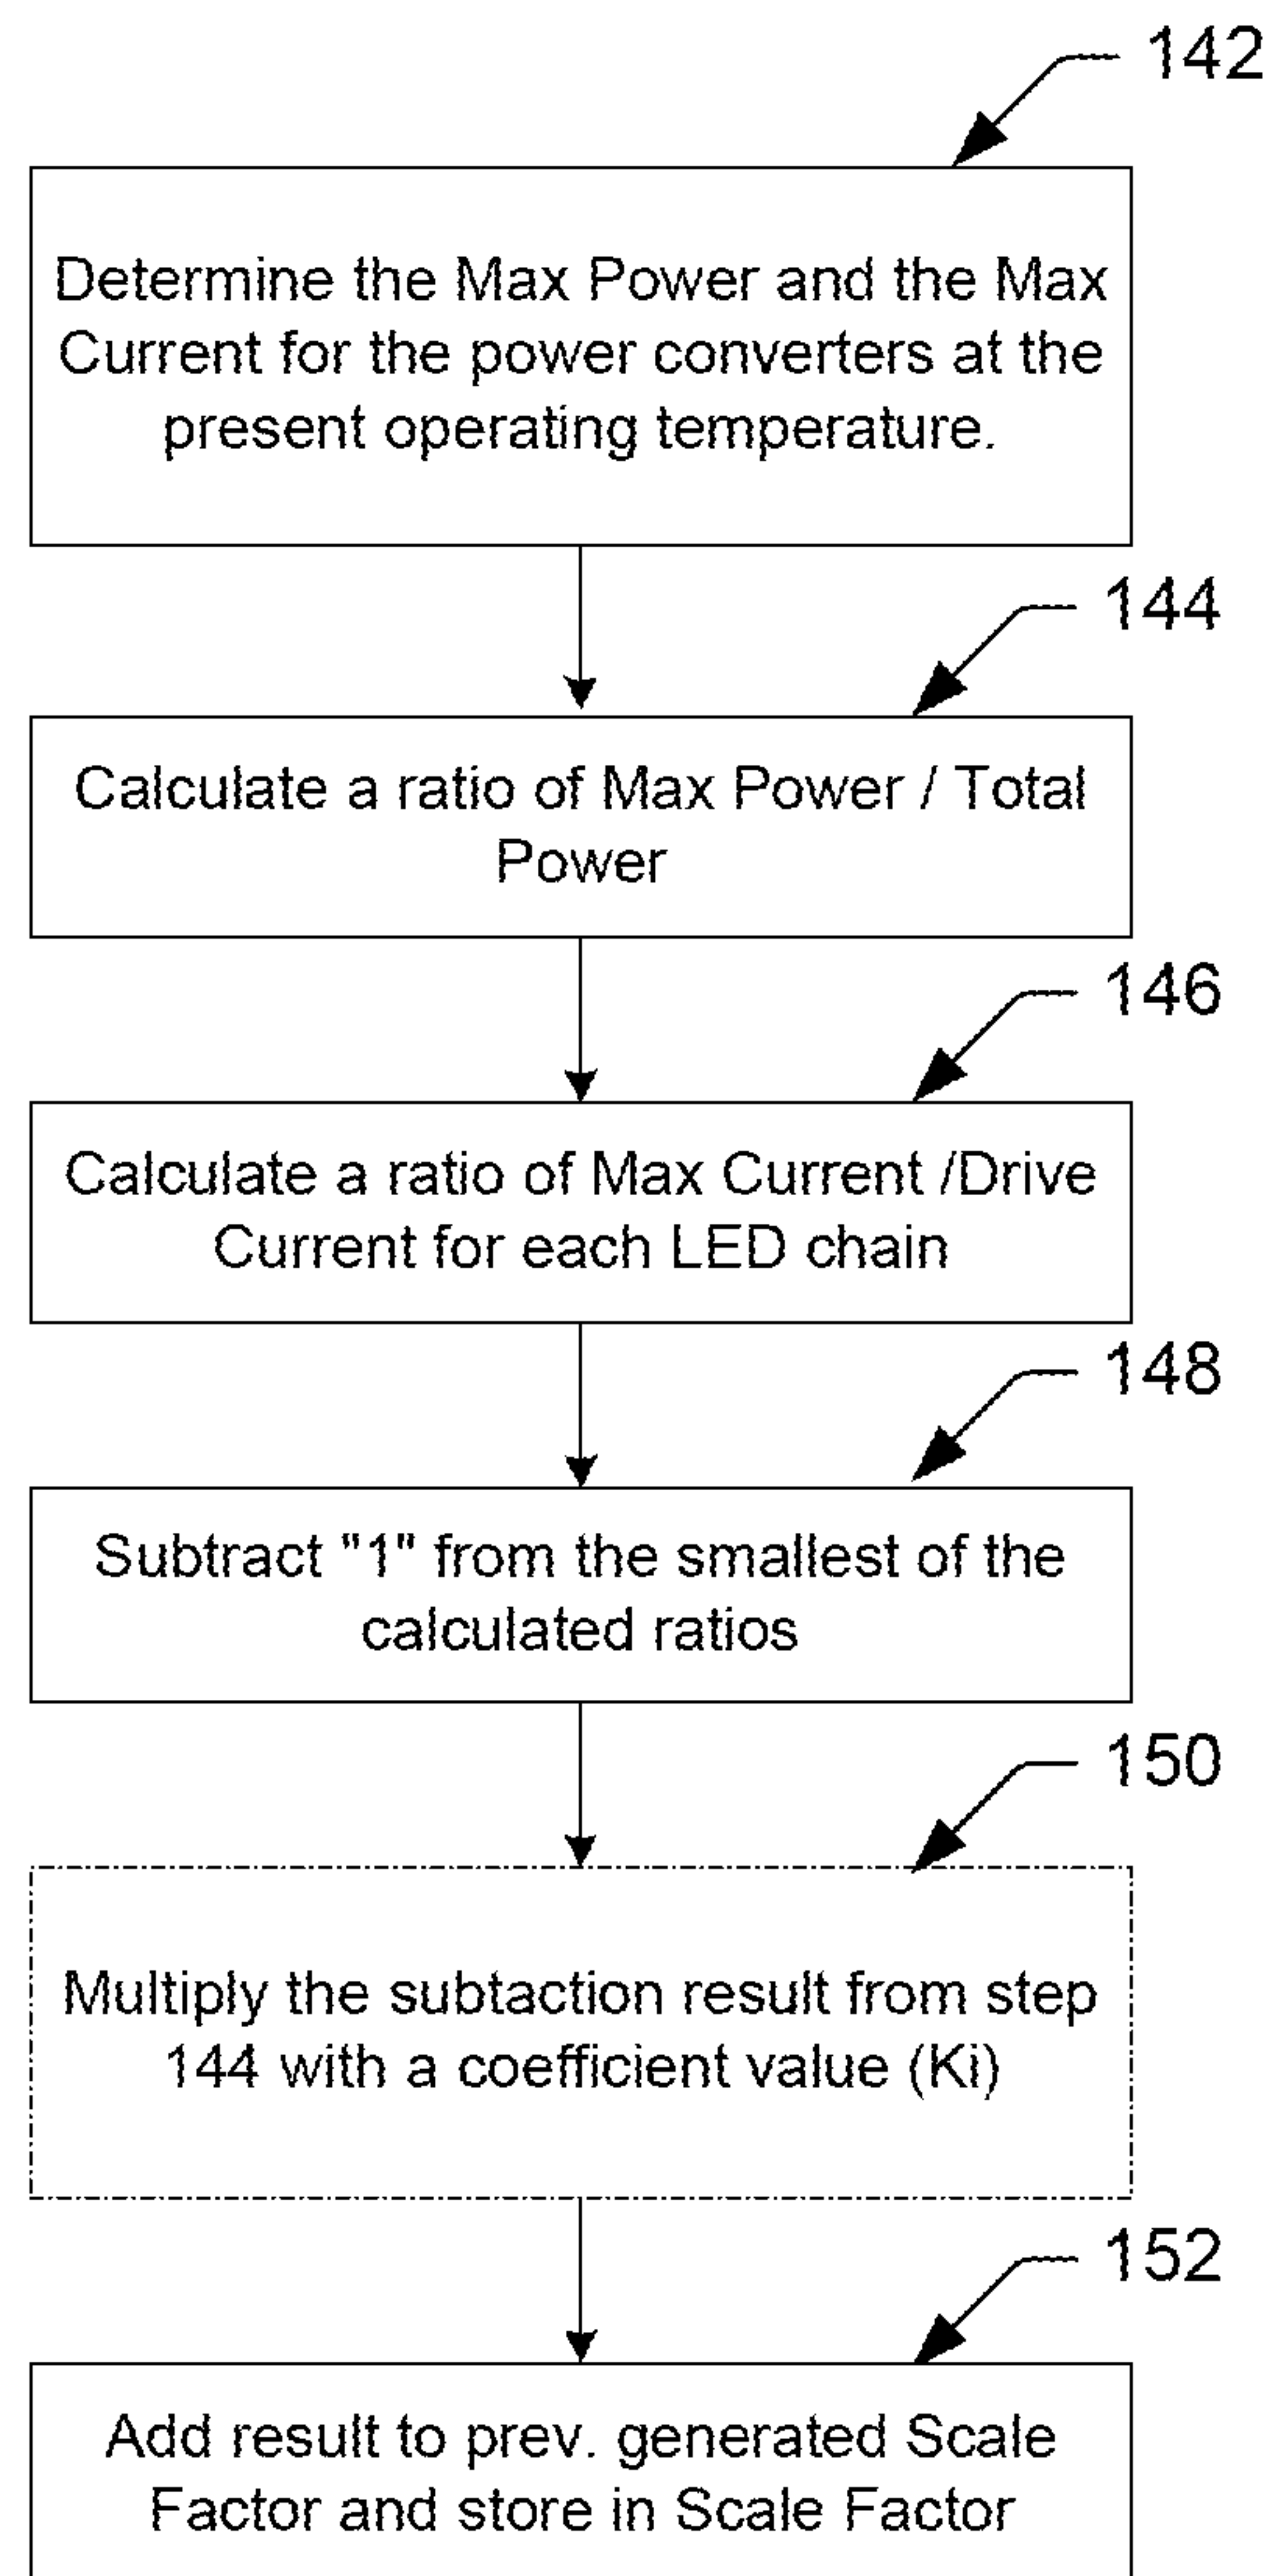 142
Determine the Max Power and the Max
Current for the power converters at the
present operating temperature.
144
Calculate a ratio of Max Power / Total
Power
146
Calculate a ratio of Max Current /Drive
Current for each LED chain
148
Subtract "1" from the smallest of the
calculated ratios
150
Multiply the subtaction result from step
144 with a coefficient value (Ki)
152
Add result to prev. generated Scale
Factor and store in Scale Factor